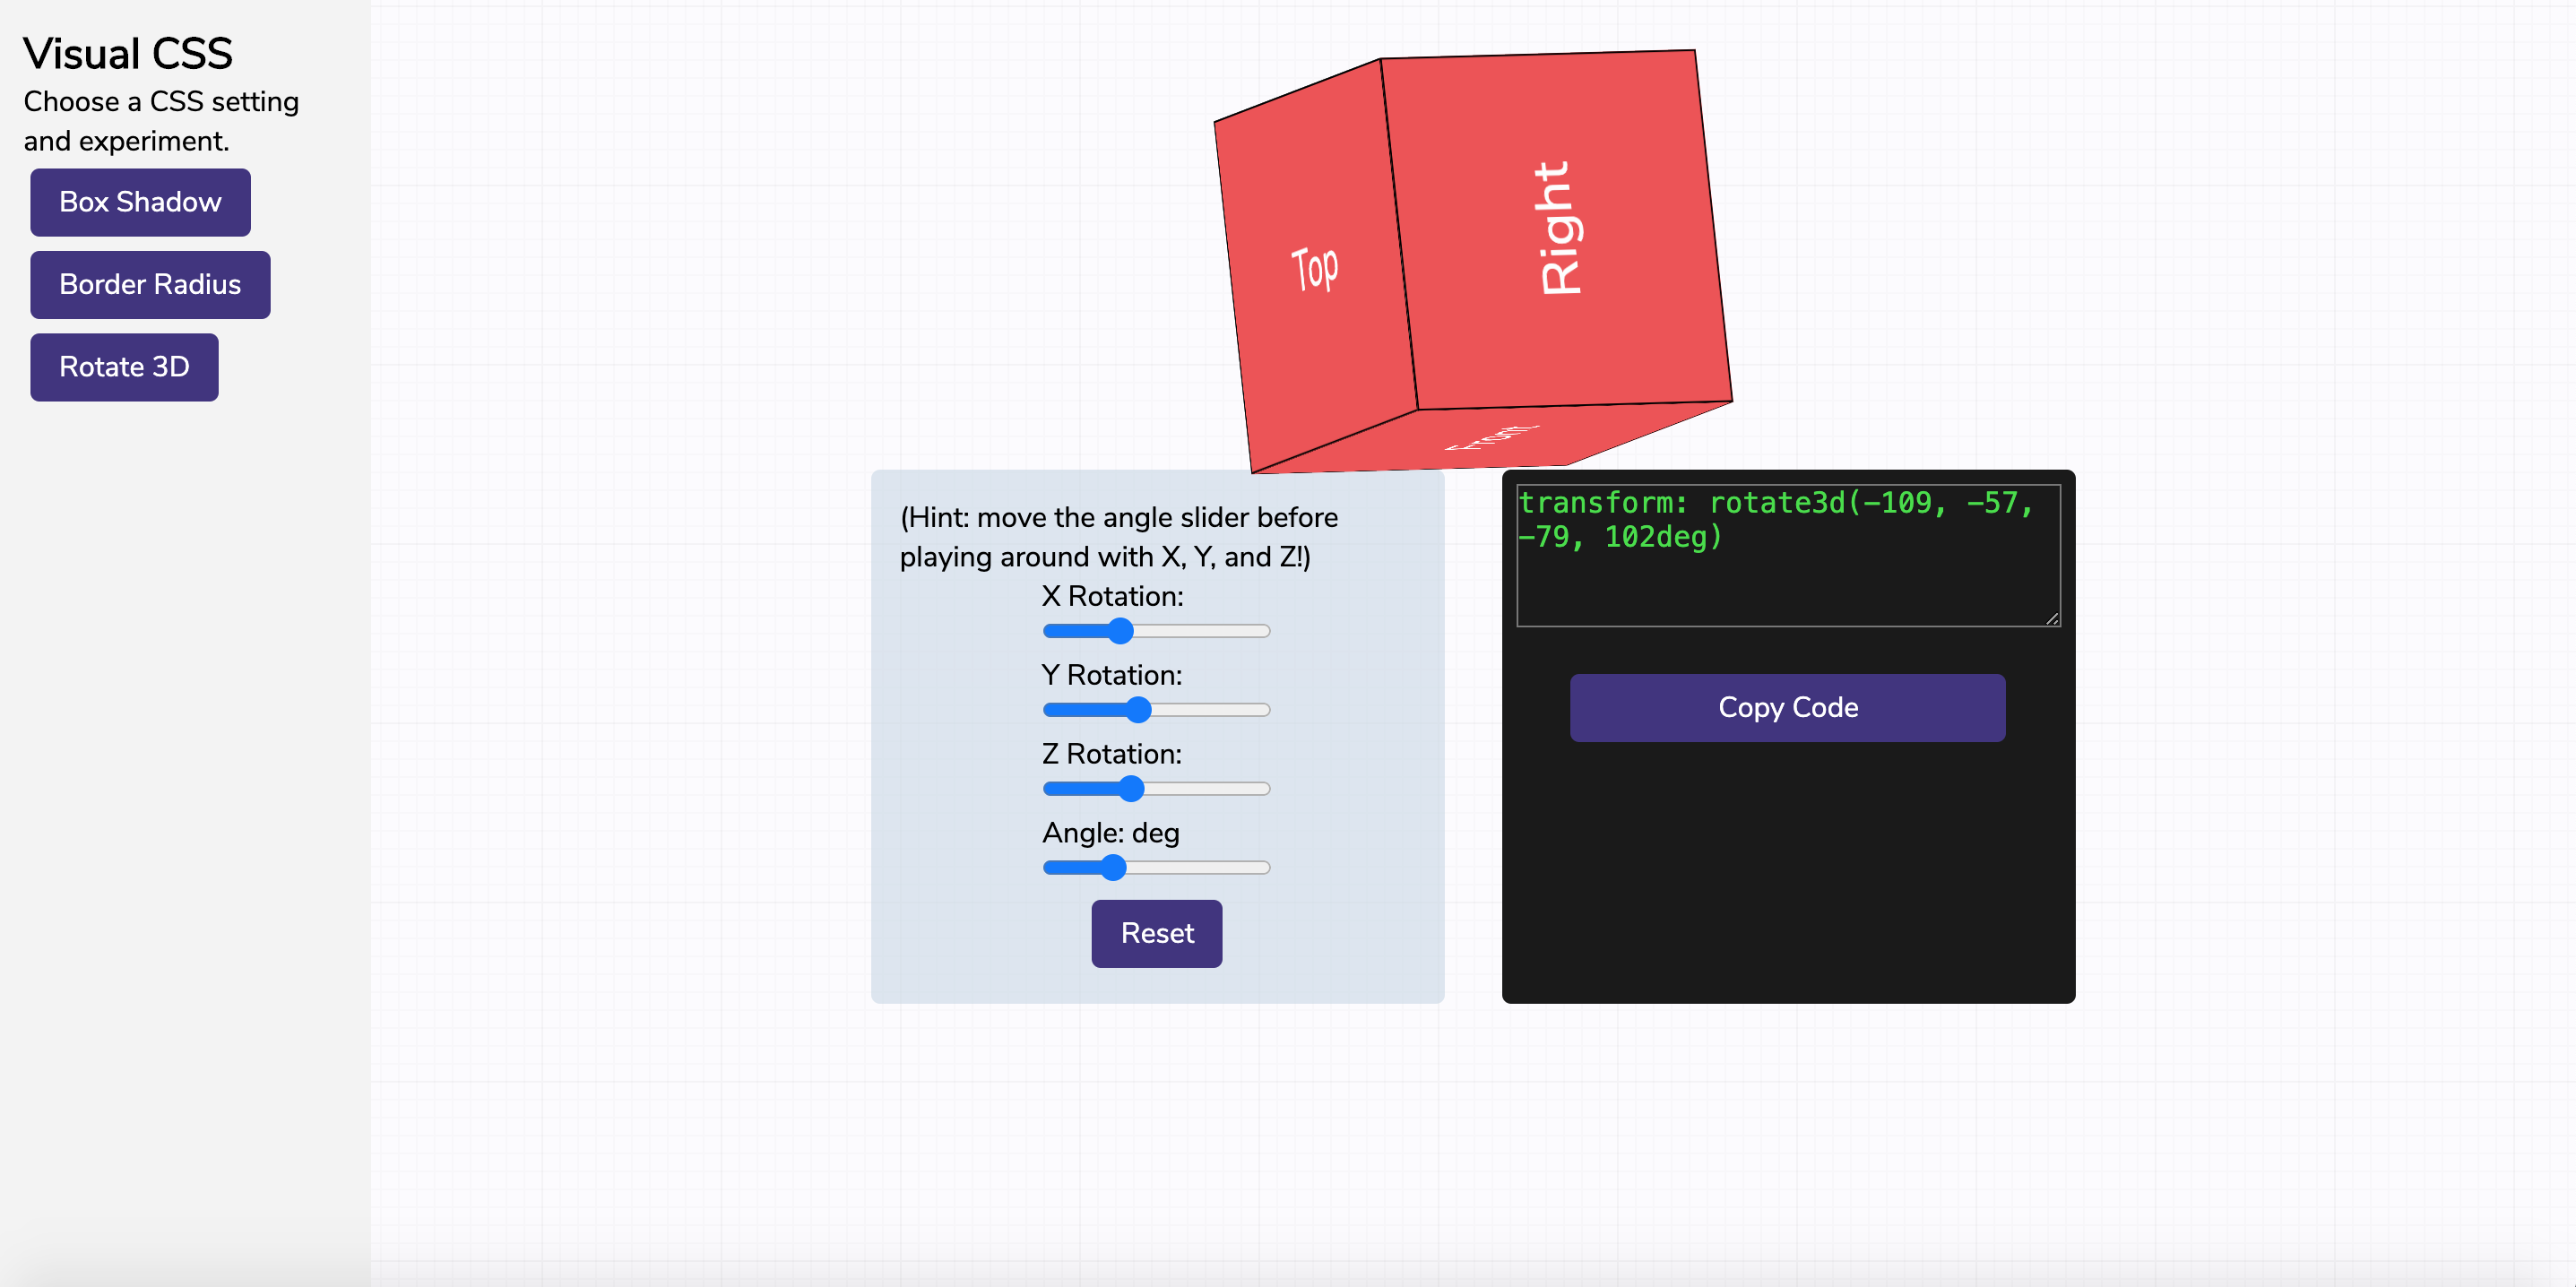 Visual CSS
Choose a CSS setting
and experiment.
Box Shadow
Border Radius
Rotate 3D
Top
Right
(Hint: move the angle slider before
playing around with X, Y, and Z!)
X Rotation:
Y Rotation:
Z Rotation:
Angle: deg
Reset
transform: rotate3d(-109, -57,
-79, 102deg)
Copy Code